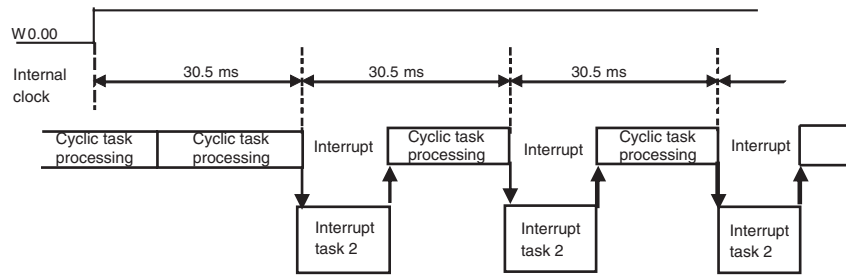 W0.00
Internal
clock
30.5 ms
30.5 ms
30.5 ms
Cyclic task
processing
Cyclic task
processing
Interrupt
Cyclic task
processing
Interrupt
Cyclic task
processing
Interrupt
Interrupt
task 2
Interrupt
task 2
Interrupt
task 2